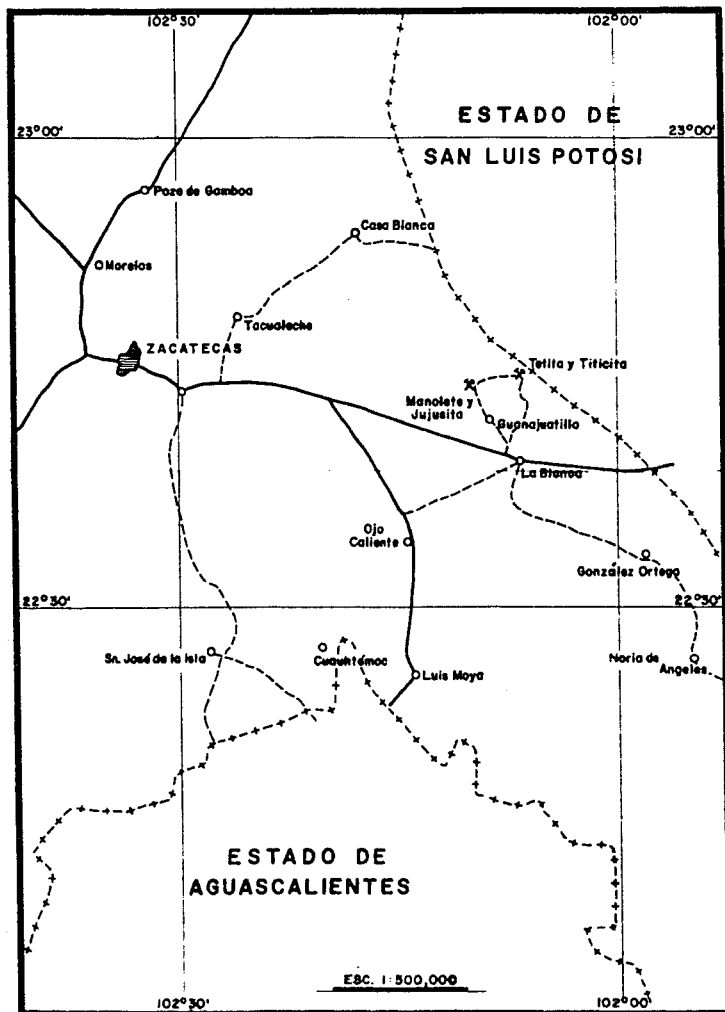 102°30'
102°00'
23°00'
ESTADO DE
SAN LUIS POTOSI
23°00'
Pozo de Gamboa
Casa Blanca
Morelos
Tacualeche
ZACATECAS
Tetita y Titicita
Manolete y
Jujusita
Guanajuatillo
La Blanca
Ojo
Caliente
González Ortega
22°30'
22°30'
Sn. José de la Isla
Cuauhtémoc
Luis Moya
Noria de
Angeles
ESTADO DE
AGUASCALIENTES
ESC. 1:500,000
102°30'
102°00'